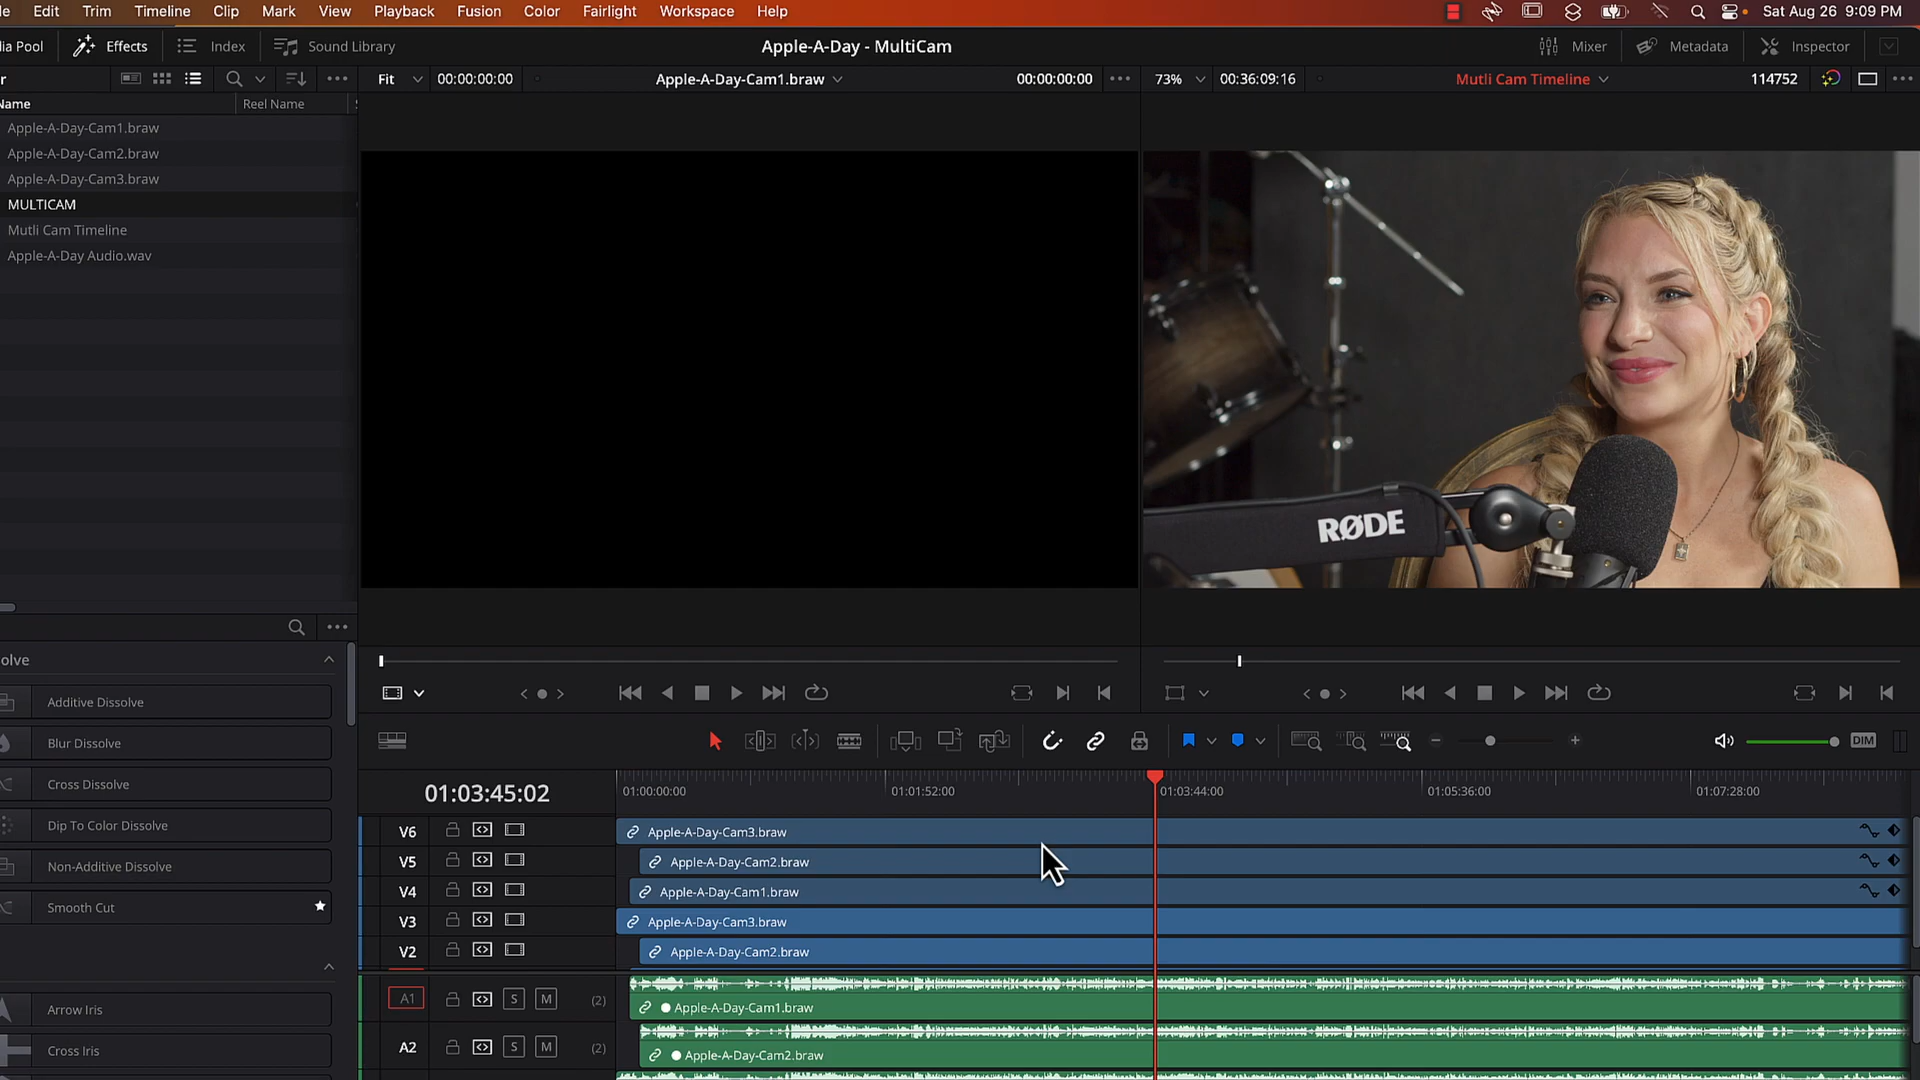 le Edit Trim Timeline Clip Mark View Playback Fusion Color Fairlight Workspace Help Sat Aug 26 9:09 PM
ia Pool Effects Index Sound Library Apple-A-Day - MultiCam Mixer Metadata Inspector
r Fit 00:00:00:00 Apple-A-Day-Cam1.braw 00:00:00:00 73% 00:36:09:16 Mutli Cam Timeline 114752
Name Reel Name
Apple-A-Day-Cam1.braw
Apple-A-Day-Cam2.braw
Apple-A-Day-Cam3.braw
MULTICAM
Mutli Cam Timeline
Apple-A-Day Audio.wav
RØDE
olve
Additive Dissolve
Blur Dissolve
Cross Dissolve
Dip To Color Dissolve
Non-Additive Dissolve
Smooth Cut
Arrow Iris
Cross Iris
DIM
01:03:45:02 01:00:00:00 01:01:52:00 01:03:44:00 01:05:36:00 01:07:28:00
V6 Apple-A-Day-Cam3.braw
V5 Apple-A-Day-Cam2.braw
V4 Apple-A-Day-Cam1.braw
V3 Apple-A-Day-Cam3.braw
V2 Apple-A-Day-Cam2.braw
A1 S M (2) Apple-A-Day-Cam1.braw
A2 S M (2) Apple-A-Day-Cam2.braw